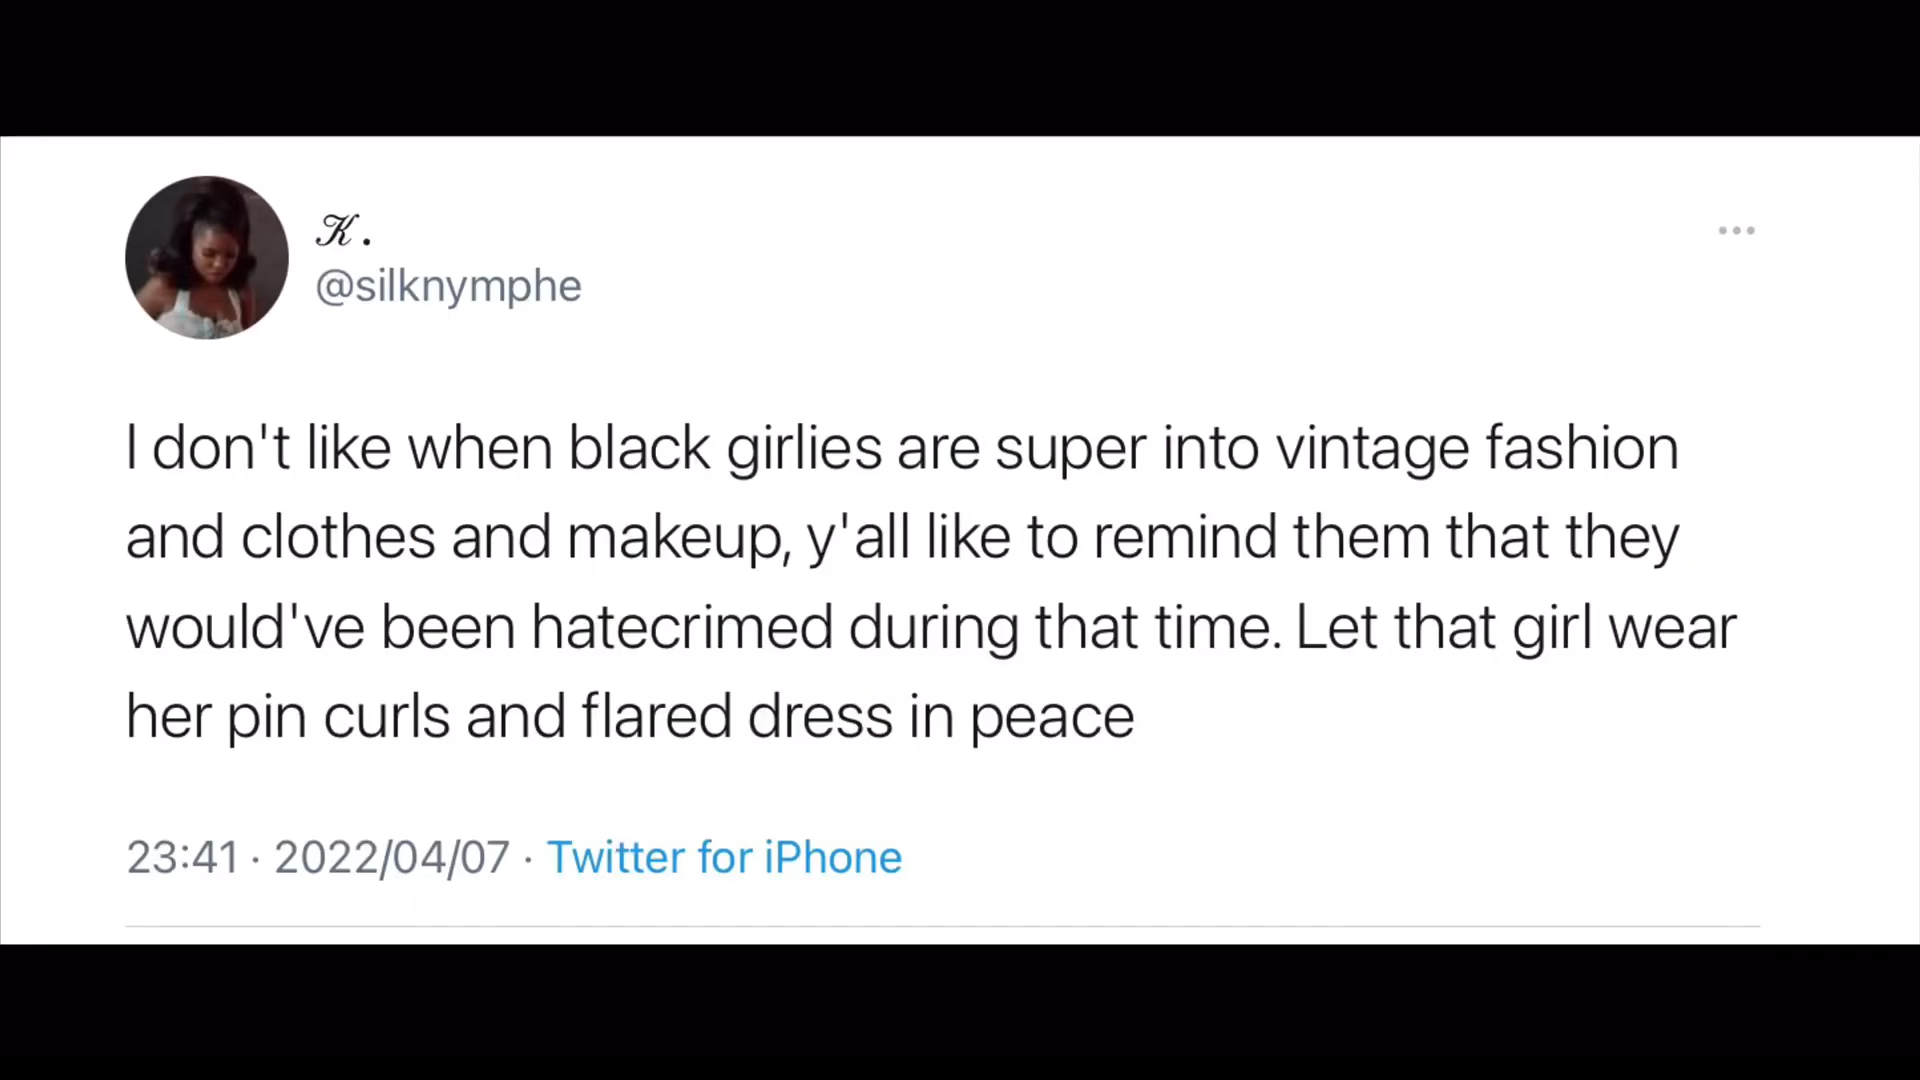 𝒦.
@silknymphe
I don't like when black girlies are super into vintage fashion
and clothes and makeup, y'all like to remind them that they
would've been hatecrimed during that time. Let that girl wear
her pin curls and flared dress in peace
23:41 · 2022/04/07 · Twitter for iPhone